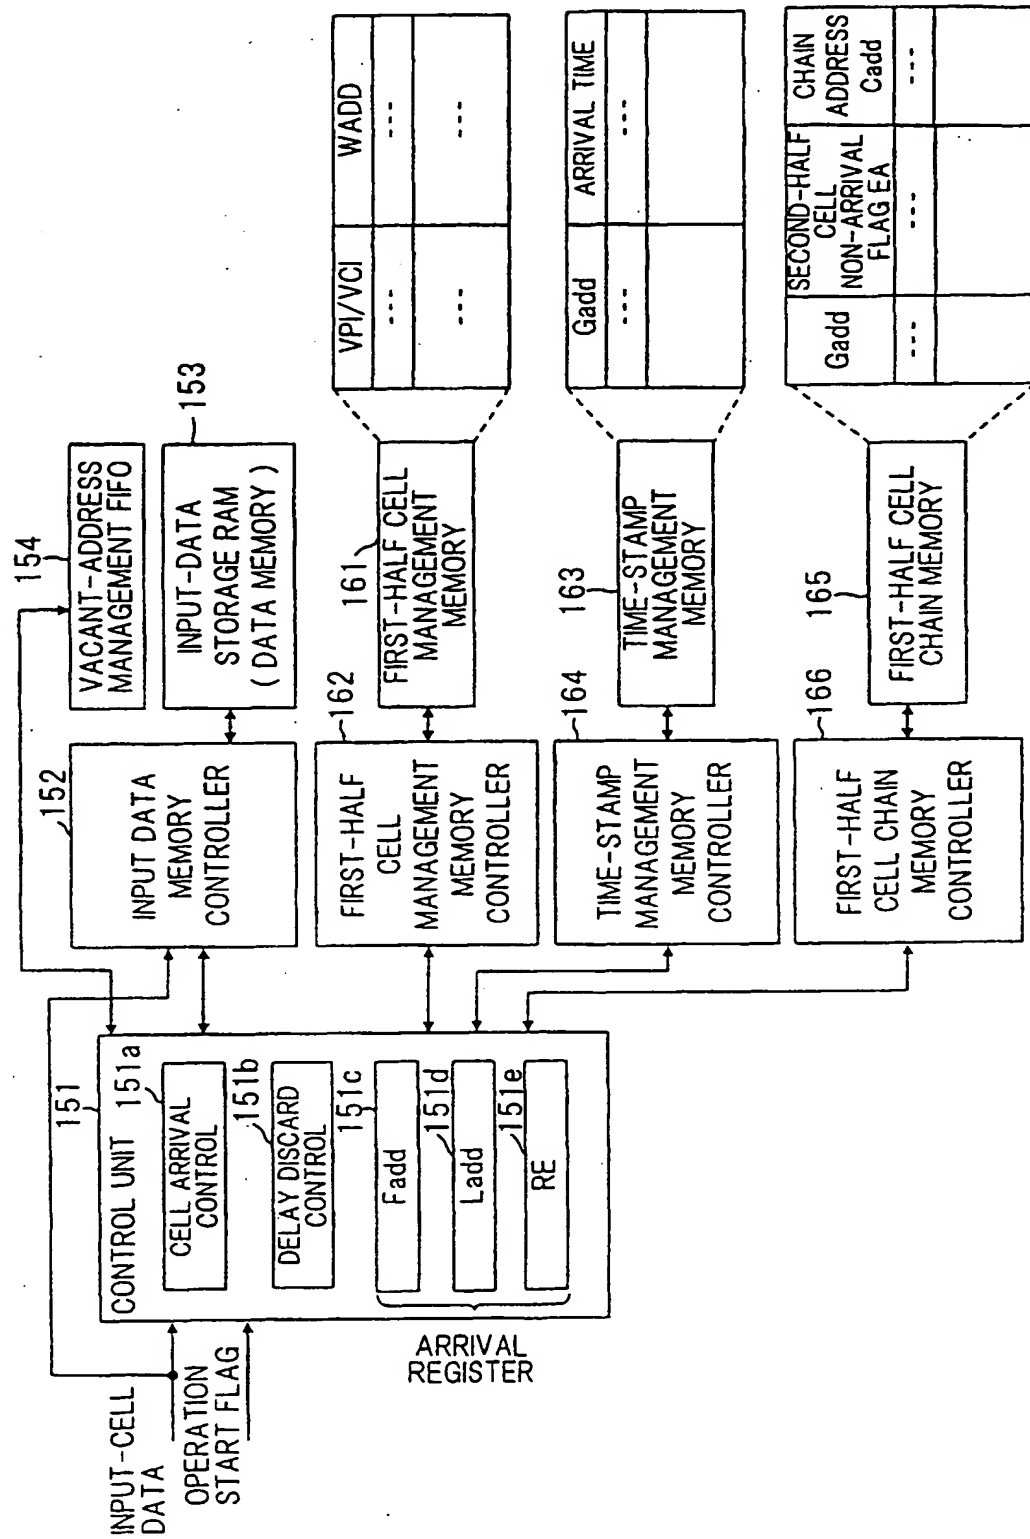 INPUT-CELL
DATA
OPERATION
START FLAG
151
CONTROL UNIT
151a
CELL ARRIVAL
CONTROL
151b
DELAY DISCARD
CONTROL
151c
Fadd
151d
Ladd
151e
RE
ARRIVAL
REGISTER
152
INPUT DATA
MEMORY
CONTROLLER
154
VACANT-ADDRESS
MANAGEMENT FIFO
153
INPUT-DATA
STORAGE RAM
( DATA MEMORY )
162
FIRST-HALF
CELL
MANAGEMENT
MEMORY
CONTROLLER
161
FIRST-HALF CELL
MANAGEMENT
MEMORY
VPI/VCI
WADD
---
---
---
---
164
TIME-STAMP
MANAGEMENT
MEMORY
CONTROLLER
163
TIME-STAMP
MANAGEMENT
MEMORY
Gadd
ARRIVAL TIME
---
---
166
FIRST-HALF
CELL CHAIN
MEMORY
CONTROLLER
165
FIRST-HALF CELL
CHAIN MEMORY
Gadd
SECOND-HALF
CELL
NON-ARRIVAL
FLAG EA
CHAIN
ADDRESS
Cadd
---
---
---